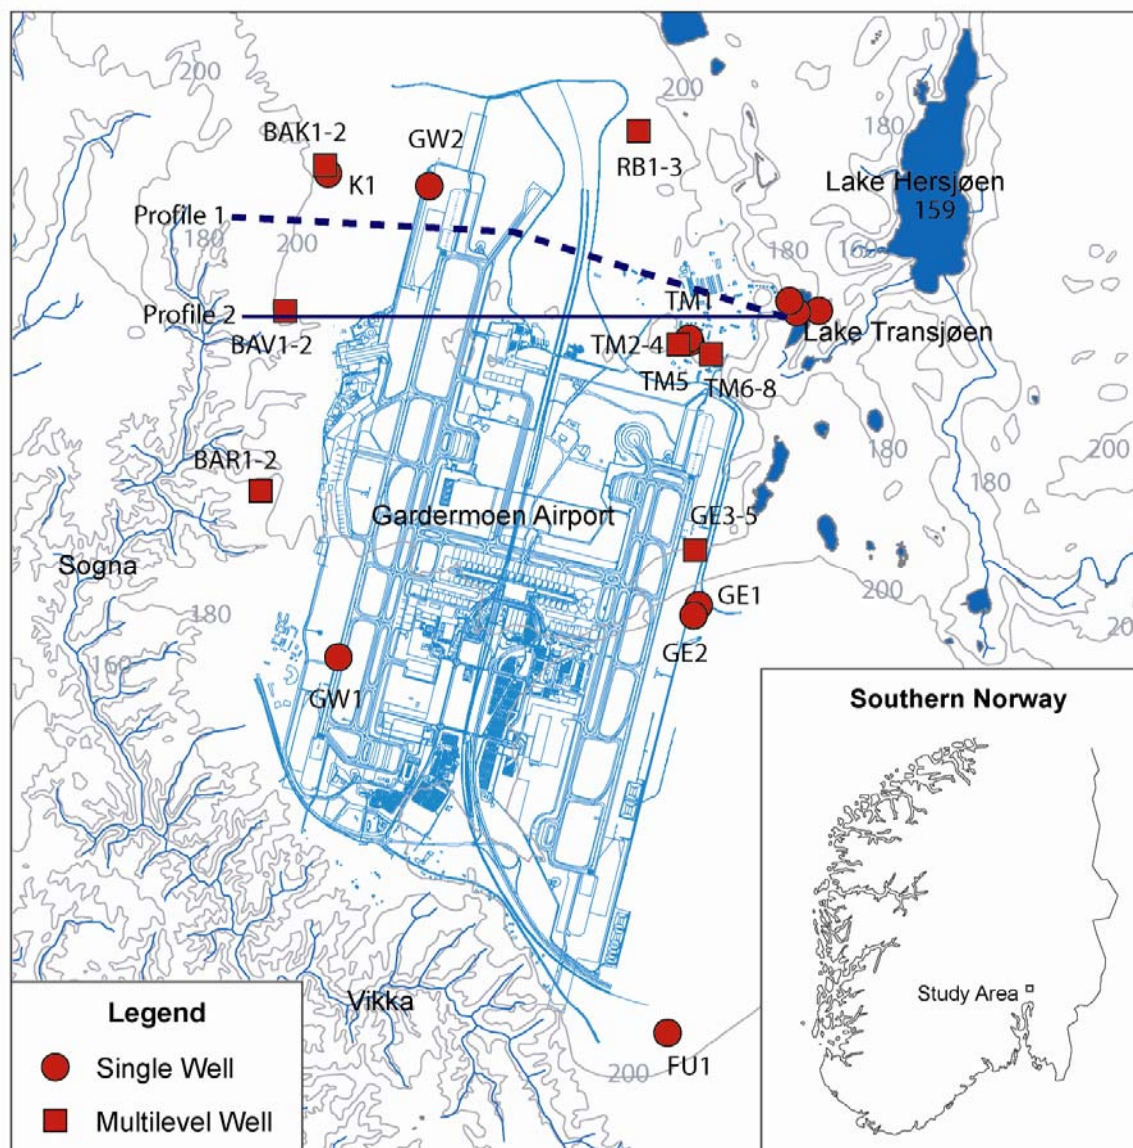 200
200
BAK1-2
GW2
180
K1
RB1-3
Lake Hersjøen
159
Profile 1
180
200
180
160
TM1
Profile 2
Lake Transjøen
BAV1-2
TM2-4
TM5
TM6-8
180
200
BAR1-2
180
GE3-5
Gardermoen Airport
Sogna
200
GE1
180
GE2
160
GW1
Southern Norway
Study Area
Vikka
Legend
Single Well
Multilevel Well
200
FU1